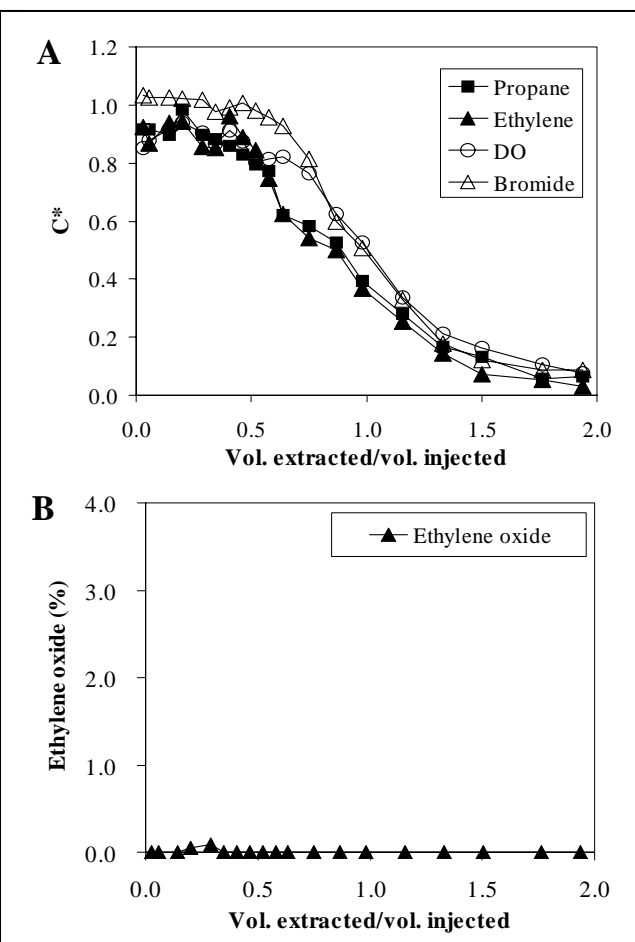 A
1.2
1.0
0.8
0.6
0.4
0.2
0.0
C*
Propane
Ethylene
DO
Bromide
0.0 0.5 1.0 1.5 2.0
Vol. extracted/vol. injected
B
4.0
3.0
2.0
1.0
0.0
Ethylene oxide (%)
Ethylene oxide
0.0 0.5 1.0 1.5 2.0
Vol. extracted/vol. injected